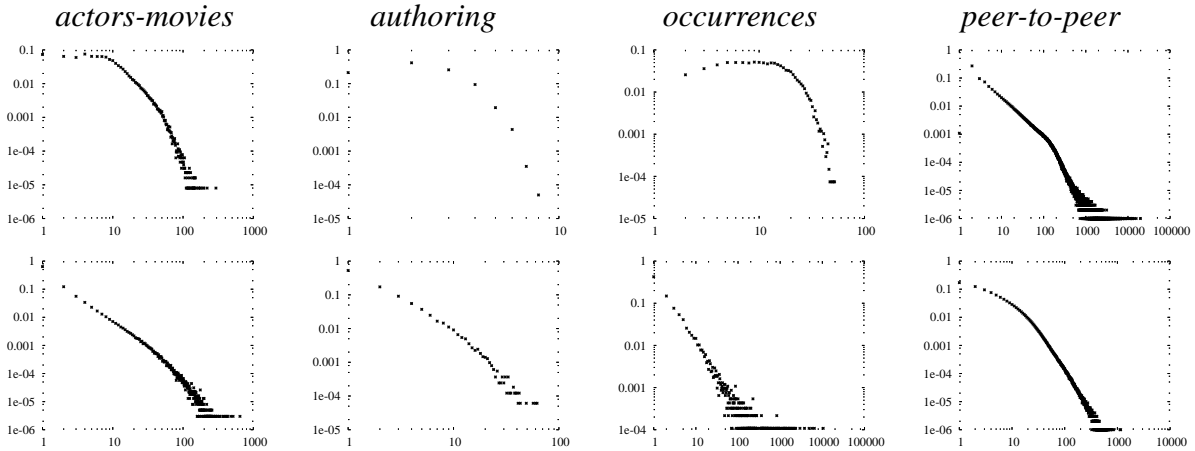 actors-movies authoring occurrences peer-to-peer
0.1 1 0.1 1
0.01 0.1 0.01 0.1
0.001 0.01 0.001 0.01
1e-04 0.001 1e-04 0.001
1e-05 1e-04 1e-05 1e-04
1e-06 1e-05 1e-05
1e-06
1 10 100 1000 1 10 1 10 100 1 10 100 1000 10000 100000
1 1 1 1
0.1 0.1 0.1 0.1
0.01 0.01 0.01 0.01
0.001 0.001 0.001 0.001
1e-04 1e-04 1e-04 1e-04
1e-05 1e-05 1e-05
1e-06 1e-06
1 10 100 1000 1 10 100 1 10 100 1000 10000 100000 1 10 100 1000 10000